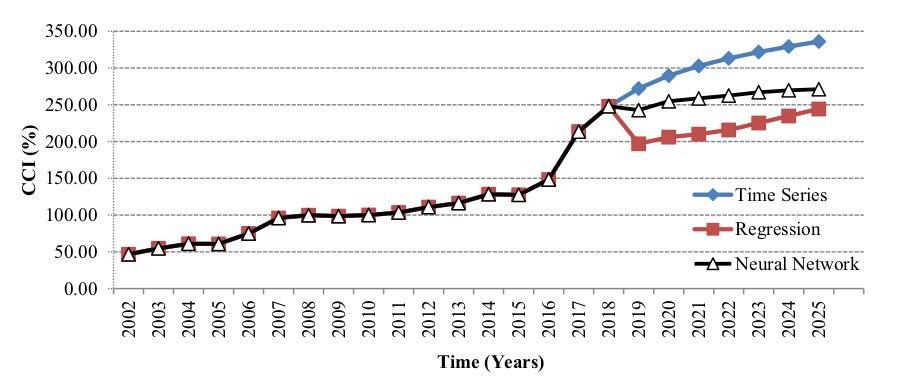 350.00
300.00
250.00
200.00
150.00
100.00
50.00
0.00
CCI (%)
Time Series
Regression
Neural Network
2002 2003 2004 2005 2006 2007 2008 2009 2010 2011 2012 2013 2014 2015 2016 2017 2018 2019 2020 2021 2022 2023 2024 2025
Time (Years)